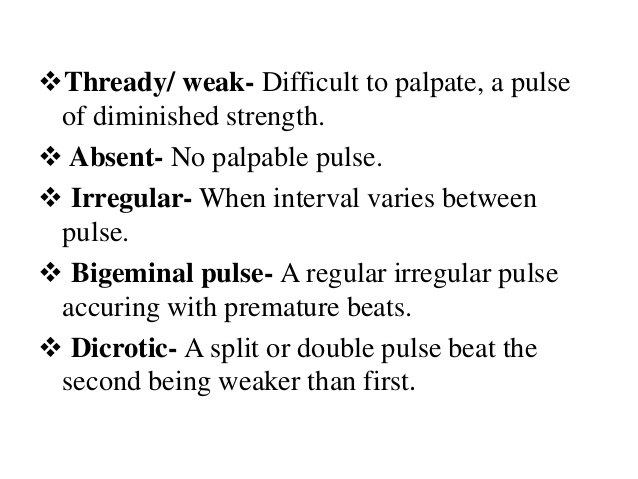 ❖Thready/ weak- Difficult to palpate, a pulse
of diminished strength.
❖ Absent- No palpable pulse.
❖ Irregular- When interval varies between
pulse.
❖ Bigeminal pulse- A regular irregular pulse
accuring with premature beats.
❖ Dicrotic- A split or double pulse beat the
second being weaker than first.